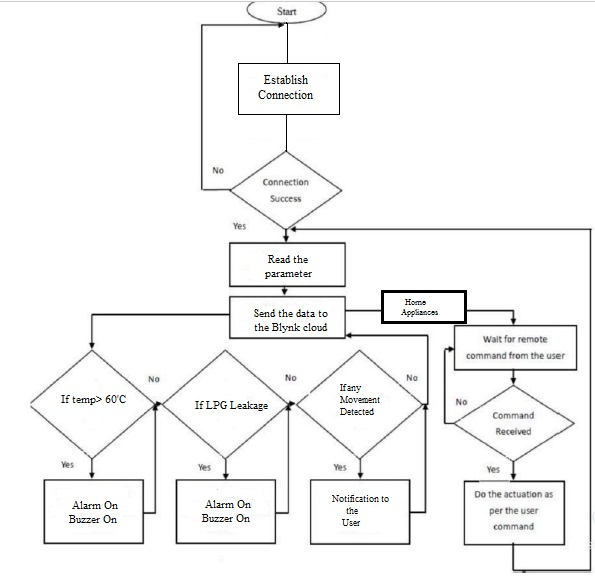 Start
Establish
Connection
No
Connection
Success
Yes
Read the
parameter
Send the data to
the Blynk cloud
Home
Appliances
Wait for remote
command from the user
If temp> 60'C
No
If LPG Leakage
No
If any
Movement
Detected
No
No
Command
Received
Yes
Yes
Yes
Yes
Alarm On
Buzzer On
Alarm On
Buzzer On
Notification to
the
User
Do the actuation as
per the user
command